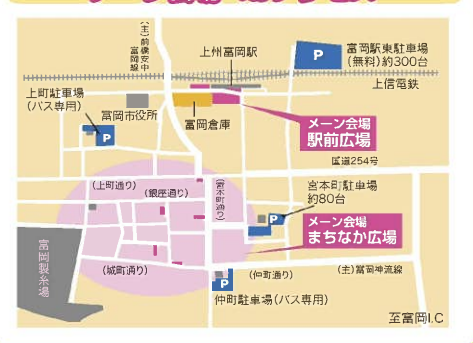 (主)前橋安中
富岡線
上州富岡駅
P
富岡駅東駐車場
(無料)約300台
上信電鉄
上町駐車場
(バス専用)
P
富岡市役所
富岡倉庫
メーン会場
駅前広場
国道254号
(上町通り)
(銀座通り)
(宮本町通り)
宮本町駐車場
約80台
P
メーン会場
まちなか広場
富岡製糸場
(城町通り)
(仲町通り)
(主)富岡神流線
P
仲町駐車場(バス専用)
至富岡I.C